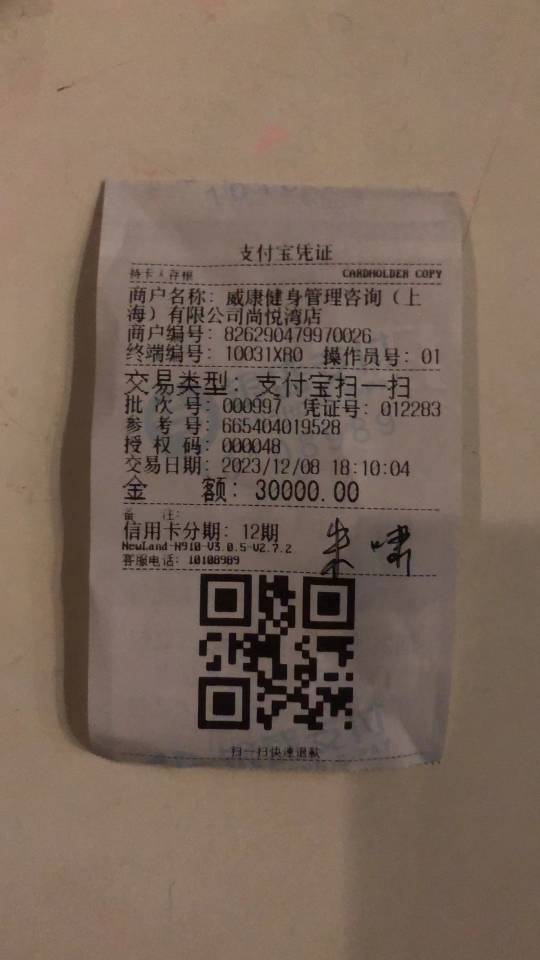 支付宝凭证
持卡人存根 CARDHOLDER COPY
商户名称: 威康健身管理咨询（上
海）有限公司尚悦湾店
商户编号: 826290479970026
终端编号: 10031XR0 操作员号: 01
交易类型: 支付宝扫一扫
批 次 号: 000997 凭证号: 012283
参 考 号: 665404019528
授 权 码: 000048
交易日期: 2023/12/08 18:10:04
金 额: 30000.00
备 注:
信用卡分期: 12期
NewLand-N910-V3.0.5-V2.7.2
客服电话: 10108989
朱啸
扫一扫快速退款